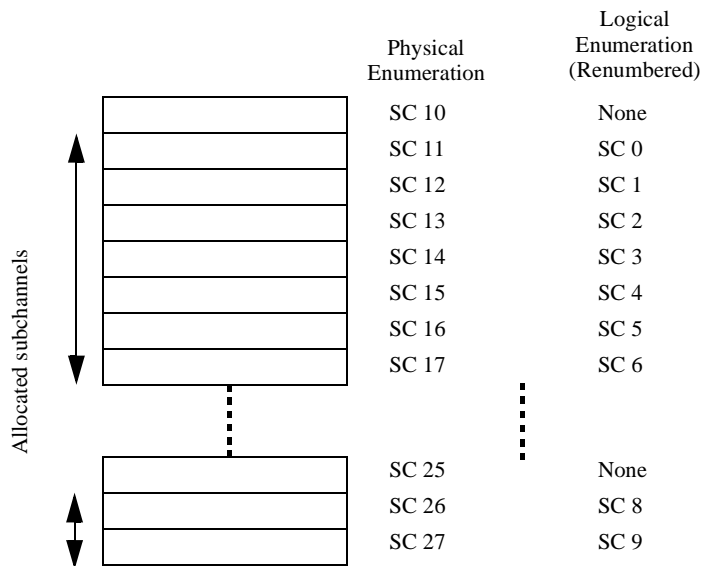 Physical Enumeration
Logical Enumeration (Renumbered)
SC 10 None
SC 11 SC 0
SC 12 SC 1
SC 13 SC 2
SC 14 SC 3
SC 15 SC 4
SC 16 SC 5
SC 17 SC 6
Allocated subchannels
SC 25 None
SC 26 SC 8
SC 27 SC 9